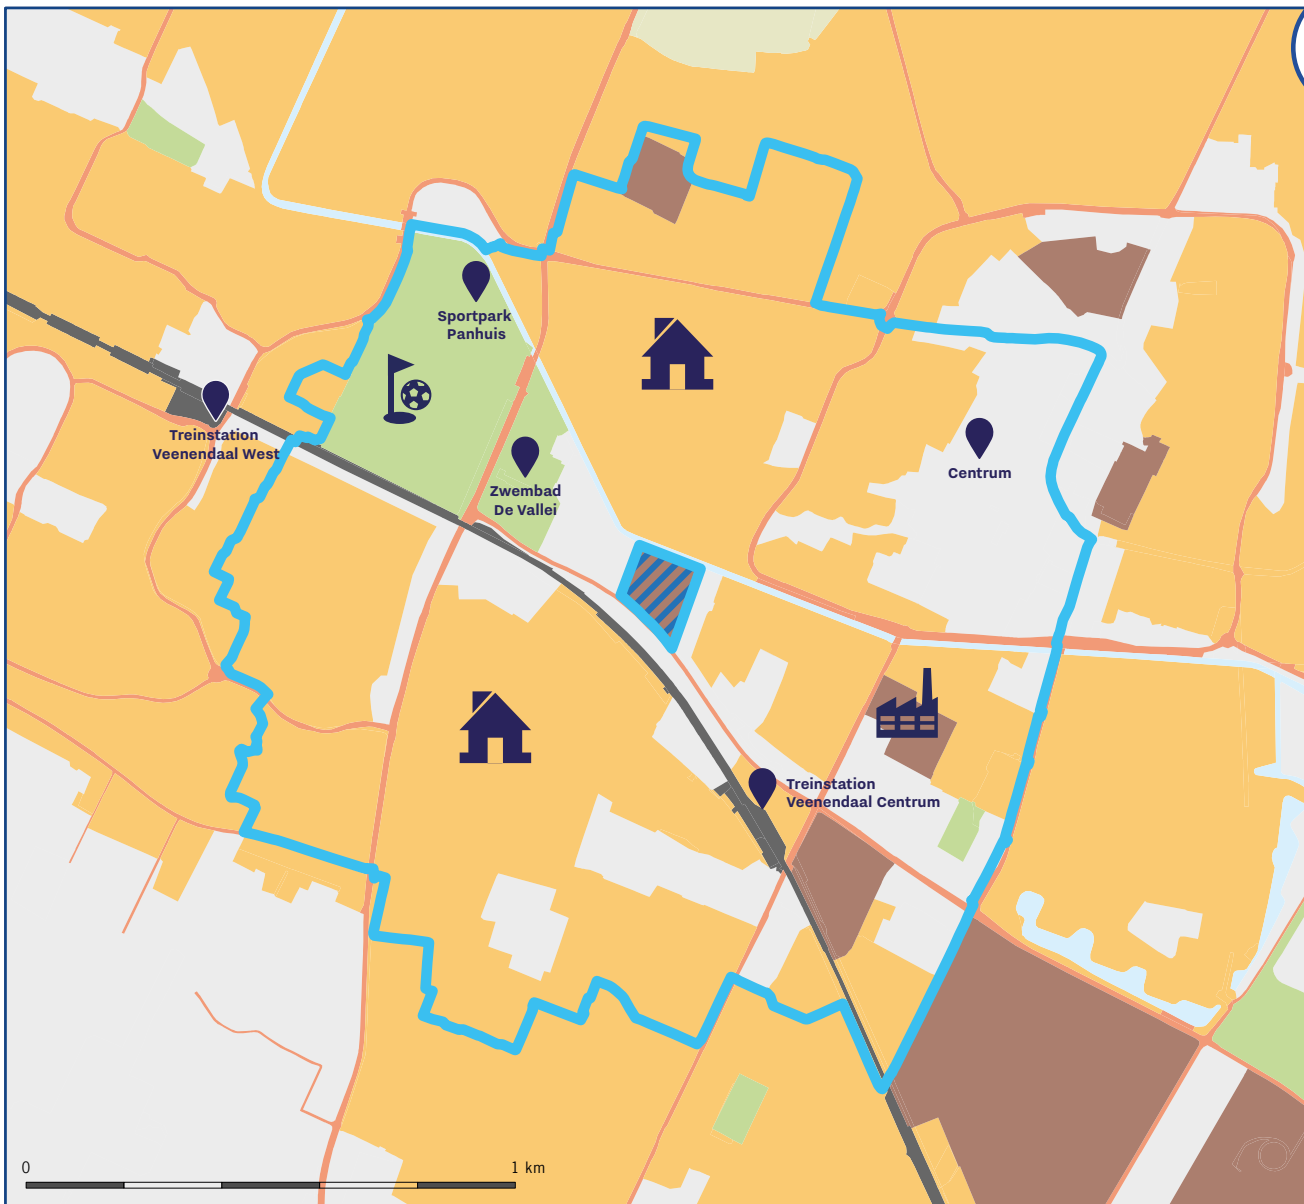 Sportpark
Panhuis
Treinstation
Veenendaal West
Centrum
Zwembad
De Vallei
Treinstation
Veenendaal Centrum
0
1 km